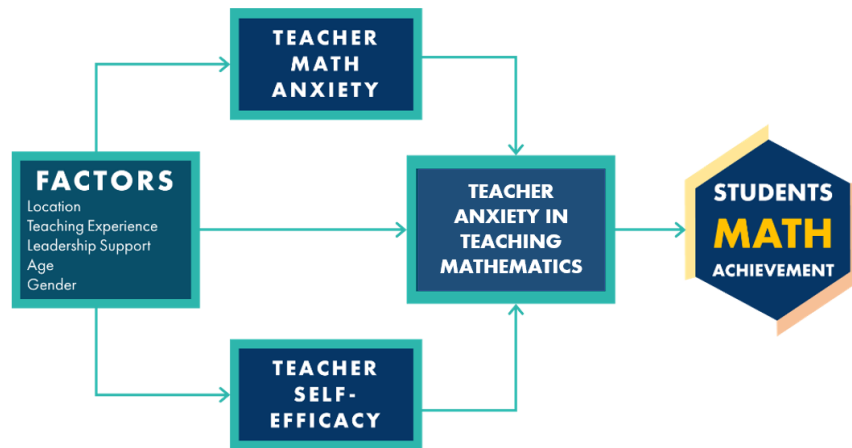 TEACHER
MATH
ANXIETY
FACTORS
Location
Teaching Experience
Leadership Support
Age
Gender
TEACHER
ANXIETY IN
TEACHING
MATHEMATICS
STUDENTS
MATH
ACHIEVEMENT
TEACHER
SELF-
EFFICACY